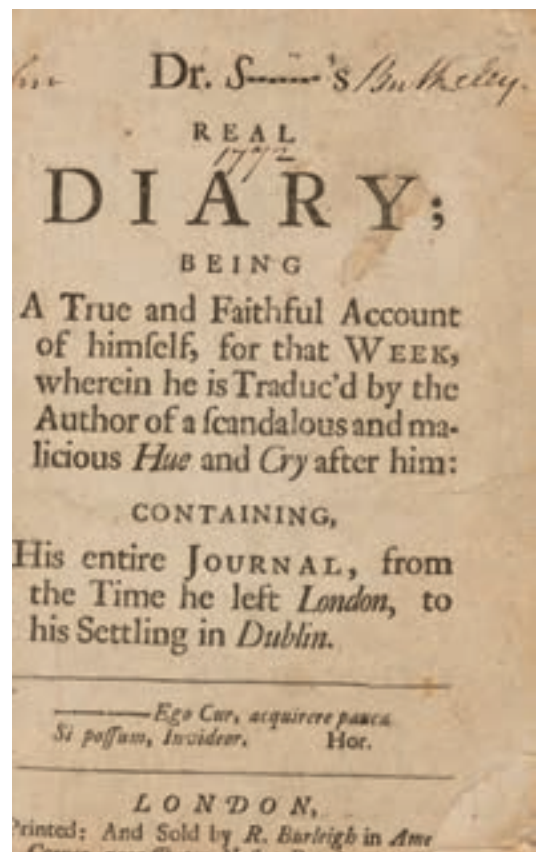 Dr. S------'s
REAL
1772
DIARY;
BEING
A True and Faithful Account
of himſelf, for that WEEK,
wherein he is Traduc'd by the
Author of a ſcandalous and ma-
licious Hue and Cry after him:
CONTAINING,
His entire JOURNAL, from
the Time he left London, to
his Settling in Dublin.
———Ego Cur, acquirere pauca
Si poſſum, Invideor. Hor.
LONDON,
Printed: And Sold by R. Burleigh in Ame